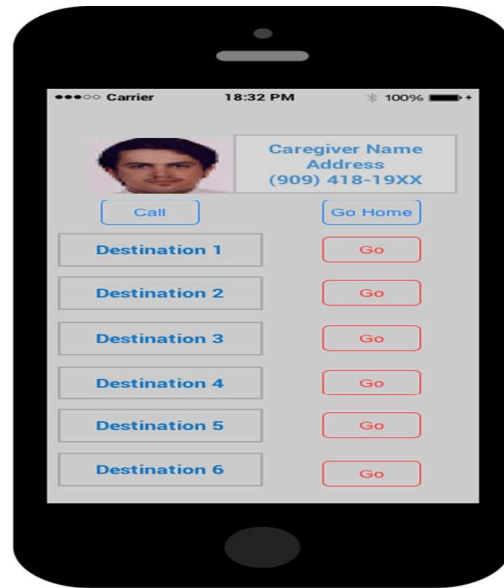 Carrier 18:32 PM 100%
Caregiver Name
Address
(909) 418-19XX
Call Go Home
Destination 1 Go
Destination 2 Go
Destination 3 Go
Destination 4 Go
Destination 5 Go
Destination 6 Go